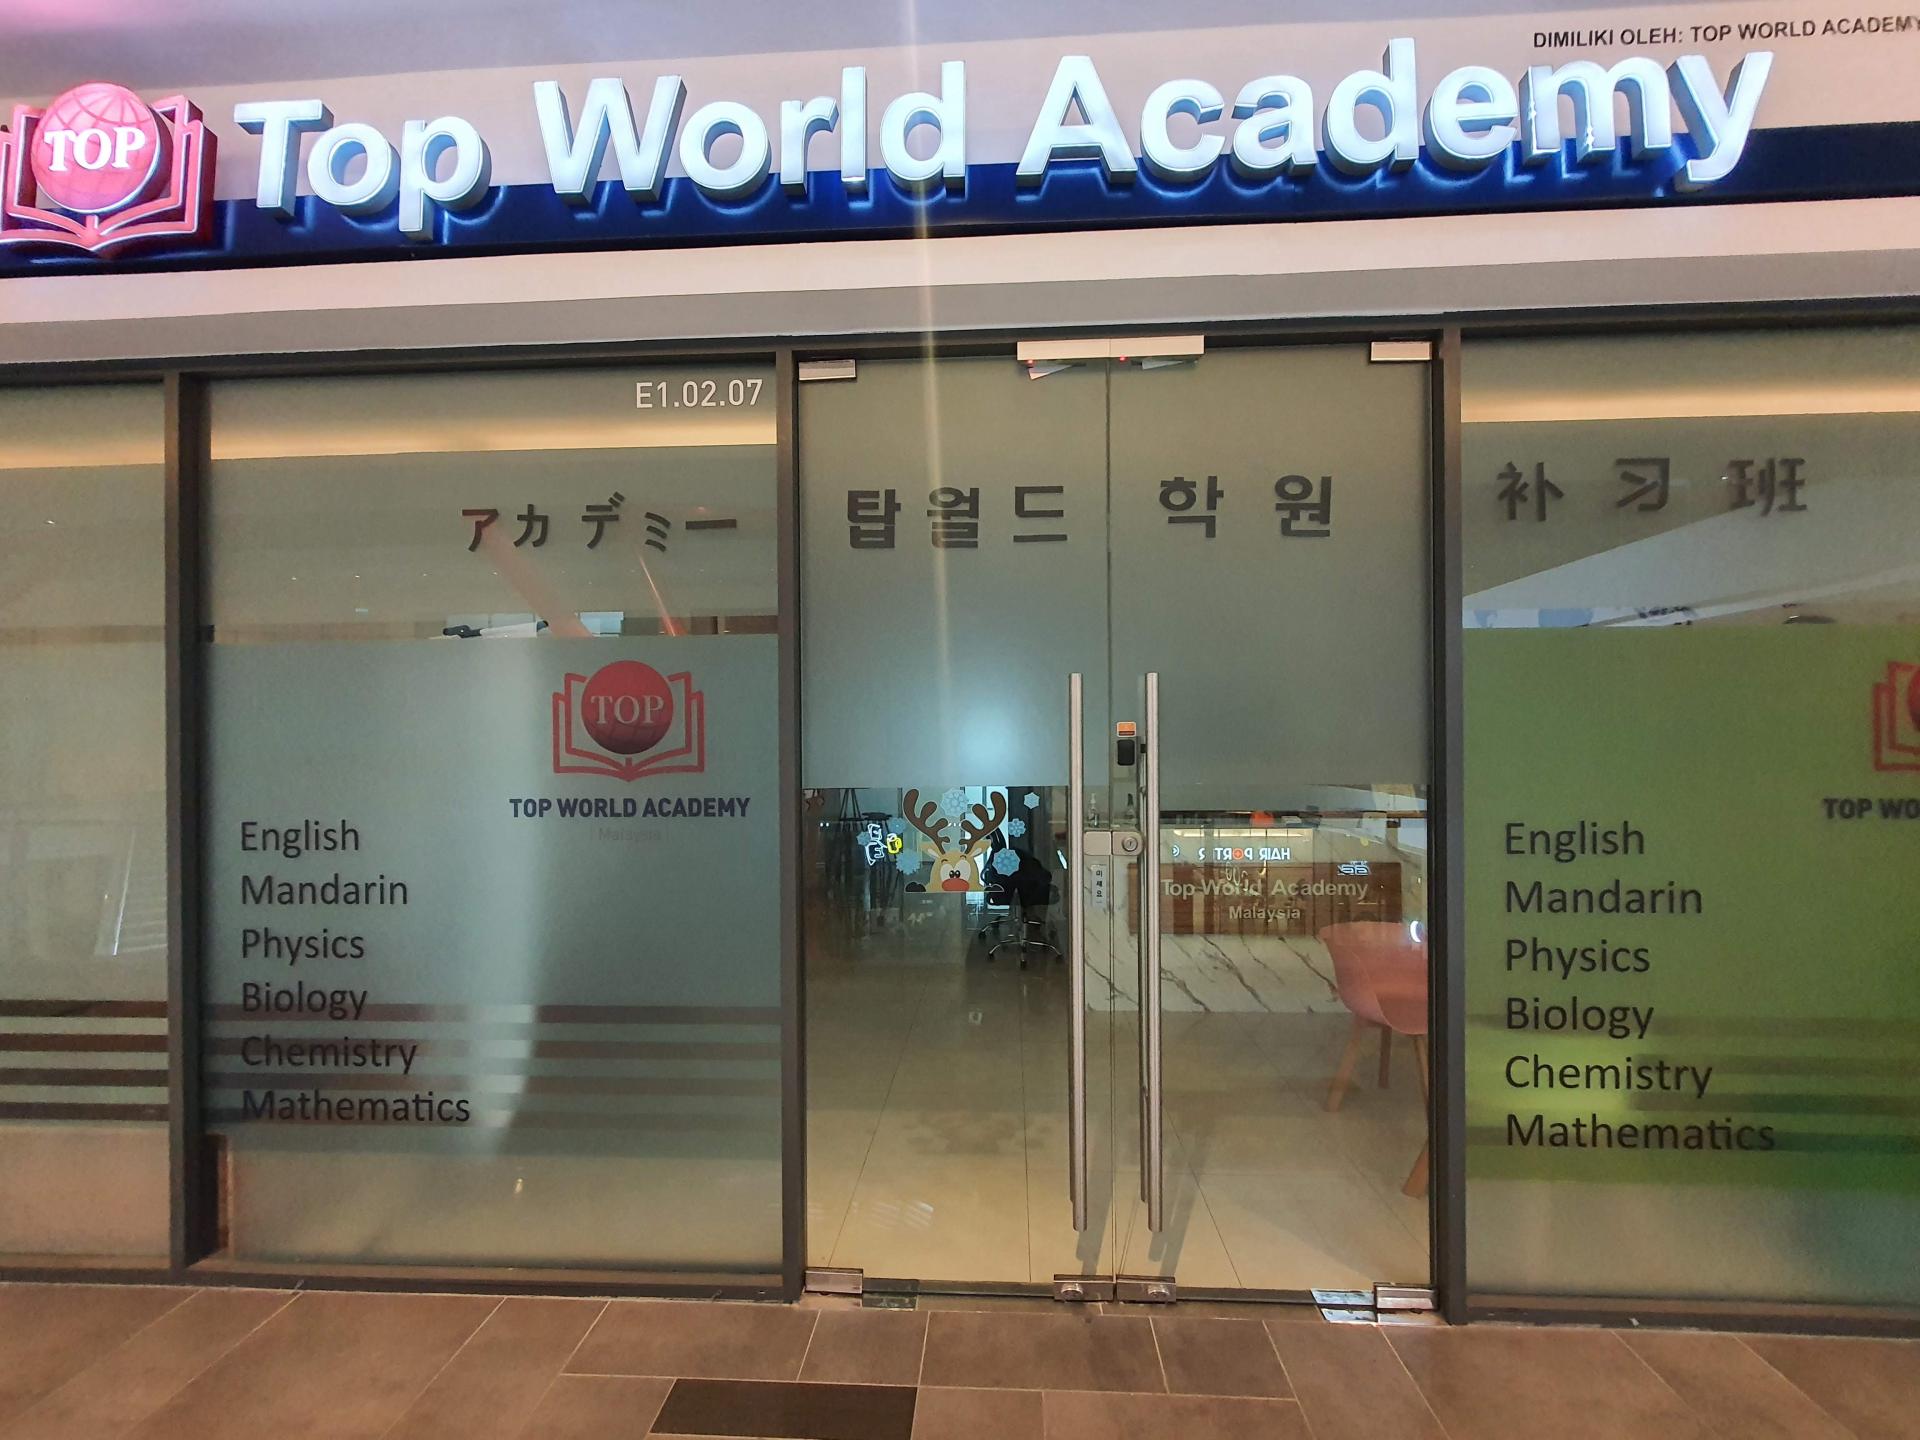 DIMILIKI OLEH: TOP WORLD ACADEMY
TOP
Top World Academy
E1.02.07
アカデミー
탑월드 학원
补习班
TOP
TOP WORLD ACADEMY
Malaysia
English
Mandarin
Physics
Biology
Chemistry
Mathematics
HAIR PORTER
Top World Academy
Malaysia
TOP WO
English
Mandarin
Physics
Biology
Chemistry
Mathematics